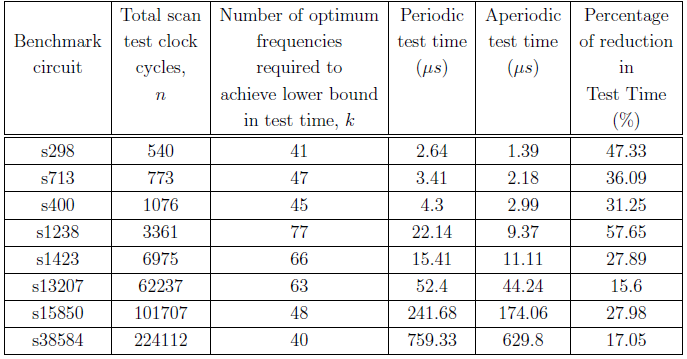 Benchmark circuit | Total scan test clock cycles, n | Number of optimum frequencies required to achieve lower bound in test time, k | Periodic test time (μs) | Aperiodic test time (μs) | Percentage of reduction in Test Time (%)
s298 | 540 | 41 | 2.64 | 1.39 | 47.33
s713 | 773 | 47 | 3.41 | 2.18 | 36.09
s400 | 1076 | 45 | 4.3 | 2.99 | 31.25
s1238 | 3361 | 77 | 22.14 | 9.37 | 57.65
s1423 | 6975 | 66 | 15.41 | 11.11 | 27.89
s13207 | 62237 | 63 | 52.4 | 44.24 | 15.6
s15850 | 101707 | 48 | 241.68 | 174.06 | 27.98
s38584 | 224112 | 40 | 759.33 | 629.8 | 17.05